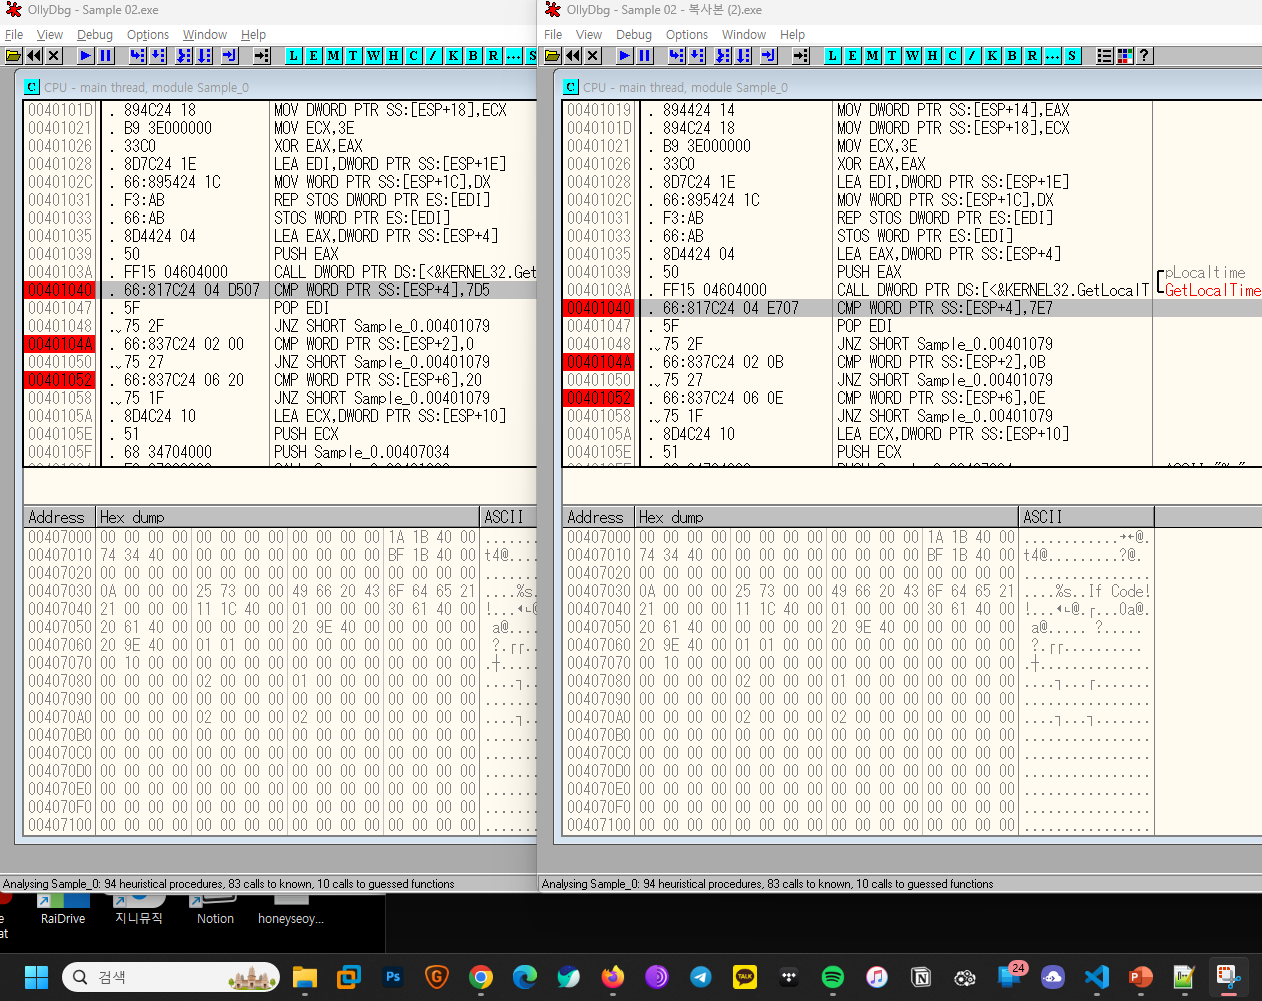 OllyDbg - Sample 02.exe
File View Debug Options Window Help
L E M T W H C / K B R ... S
C CPU - main thread, module Sample_0
0040101D . 894C24 18 MOV DWORD PTR SS:[ESP+18],ECX
00401021 . B9 3E000000 MOV ECX,3E
00401026 . 33C0 XOR EAX,EAX
00401028 . 8D7C24 1E LEA EDI,DWORD PTR SS:[ESP+1E]
0040102C . 66:895424 1C MOV WORD PTR SS:[ESP+1C],DX
00401031 . F3:AB REP STOS DWORD PTR ES:[EDI]
00401033 . 66:AB STOS WORD PTR ES:[EDI]
00401035 . 8D4424 04 LEA EAX,DWORD PTR SS:[ESP+4]
00401039 . 50 PUSH EAX
0040103A . FF15 04604000 CALL DWORD PTR DS:[<&KERNEL32.Get
00401040 . 66:817C24 04 D507 CMP WORD PTR SS:[ESP+4],7D5
00401047 . 5F POP EDI
00401048 . 75 2F JNZ SHORT Sample_0.00401079
0040104A . 66:837C24 02 00 CMP WORD PTR SS:[ESP+2],0
00401050 . 75 27 JNZ SHORT Sample_0.00401079
00401052 . 66:837C24 06 20 CMP WORD PTR SS:[ESP+6],20
00401058 . 75 1F JNZ SHORT Sample_0.00401079
0040105A . 8D4C24 10 LEA ECX,DWORD PTR SS:[ESP+10]
0040105E . 51 PUSH ECX
0040105F . 68 34704000 PUSH Sample_0.00407034
Address Hex dump ASCII
00407000 00 00 00 00 00 00 00 00 00 00 00 00 1A 1B 40 00
00407010 74 34 40 00 00 00 00 00 00 00 00 00 BF 1B 40 00 t4@.....
00407020 00 00 00 00 00 00 00 00 00 00 00 00 00 00 00 00
00407030 0A 00 00 00 25 73 00 00 49 66 20 43 6F 64 65 21 ....%s.
00407040 21 00 00 00 11 1C 40 00 01 00 00 00 30 61 40 00
00407050 20 61 40 00 00 00 00 00 20 9E 40 00 00 00 00 00 a@.....
00407060 20 9E 40 00 01 01 00 00 00 00 00 00 00 00 00 00
00407070 00 10 00 00 00 00 00 00 00 00 00 00 00 00 00 00
00407080 00 00 00 00 02 00 00 00 01 00 00 00 00 00 00 00
00407090 00 00 00 00 00 00 00 00 00 00 00 00 00 00 00 00
004070A0 00 00 00 00 02 00 00 00 02 00 00 00 00 00 00 00
004070B0 00 00 00 00 00 00 00 00 00 00 00 00 00 00 00 00
004070C0 00 00 00 00 00 00 00 00 00 00 00 00 00 00 00 00
004070D0 00 00 00 00 00 00 00 00 00 00 00 00 00 00 00 00
004070E0 00 00 00 00 00 00 00 00 00 00 00 00 00 00 00 00
004070F0 00 00 00 00 00 00 00 00 00 00 00 00 00 00 00 00
00407100 00 00 00 00 00 00 00 00 00 00 00 00 00 00 00 00
Analysing Sample_0: 94 heuristical procedures, 83 calls to known, 10 calls to guessed functions
OllyDbg - Sample 02 - 복사본 (2).exe
File View Debug Options Window Help
L E M T W H C / K B R ... S
C CPU - main thread, module Sample_0
00401019 . 894424 14 MOV DWORD PTR SS:[ESP+14],EAX
0040101D . 894C24 18 MOV DWORD PTR SS:[ESP+18],ECX
00401021 . B9 3E000000 MOV ECX,3E
00401026 . 33C0 XOR EAX,EAX
00401028 . 8D7C24 1E LEA EDI,DWORD PTR SS:[ESP+1E]
0040102C . 66:895424 1C MOV WORD PTR SS:[ESP+1C],DX
00401031 . F3:AB REP STOS DWORD PTR ES:[EDI]
00401033 . 66:AB STOS WORD PTR ES:[EDI]
00401035 . 8D4424 04 LEA EAX,DWORD PTR SS:[ESP+4]
00401039 . 50 PUSH EAX pLocaltime
0040103A . FF15 04604000 CALL DWORD PTR DS:[<&KERNEL32.GetLocalT GetLocalTime
00401040 . 66:817C24 04 E707 CMP WORD PTR SS:[ESP+4],7E7
00401047 . 5F POP EDI
00401048 . 75 2F JNZ SHORT Sample_0.00401079
0040104A . 66:837C24 02 0B CMP WORD PTR SS:[ESP+2],0B
00401050 . 75 27 JNZ SHORT Sample_0.00401079
00401052 . 66:837C24 06 0E CMP WORD PTR SS:[ESP+6],0E
00401058 . 75 1F JNZ SHORT Sample_0.00401079
0040105A . 8D4C24 10 LEA ECX,DWORD PTR SS:[ESP+10]
0040105E . 51 PUSH ECX
Address Hex dump ASCII
00407000 00 00 00 00 00 00 00 00 00 00 00 00 1A 1B 40 00
00407010 74 34 40 00 00 00 00 00 00 00 00 00 BF 1B 40 00 t4@.........?@.
00407020 00 00 00 00 00 00 00 00 00 00 00 00 00 00 00 00
00407030 0A 00 00 00 25 73 00 00 49 66 20 43 6F 64 65 21 ....%s..If Code!
00407040 21 00 00 00 11 1C 40 00 01 00 00 00 30 61 40 00
00407050 20 61 40 00 00 00 00 00 20 9E 40 00 00 00 00 00 a@..... ?.....
00407060 20 9E 40 00 01 01 00 00 00 00 00 00 00 00 00 00
00407070 00 10 00 00 00 00 00 00 00 00 00 00 00 00 00 00
00407080 00 00 00 00 02 00 00 00 01 00 00 00 00 00 00 00
00407090 00 00 00 00 00 00 00 00 00 00 00 00 00 00 00 00
004070A0 00 00 00 00 02 00 00 00 02 00 00 00 00 00 00 00
004070B0 00 00 00 00 00 00 00 00 00 00 00 00 00 00 00 00
004070C0 00 00 00 00 00 00 00 00 00 00 00 00 00 00 00 00
004070D0 00 00 00 00 00 00 00 00 00 00 00 00 00 00 00 00
004070E0 00 00 00 00 00 00 00 00 00 00 00 00 00 00 00 00
004070F0 00 00 00 00 00 00 00 00 00 00 00 00 00 00 00 00
00407100 00 00 00 00 00 00 00 00 00 00 00 00 00 00 00 00
Analysing Sample_0: 94 heuristical procedures, 83 calls to known, 10 calls to guessed functions
RaiDrive 지니뮤직 Notion honeyseoy...
검색
Ps
TALK
24